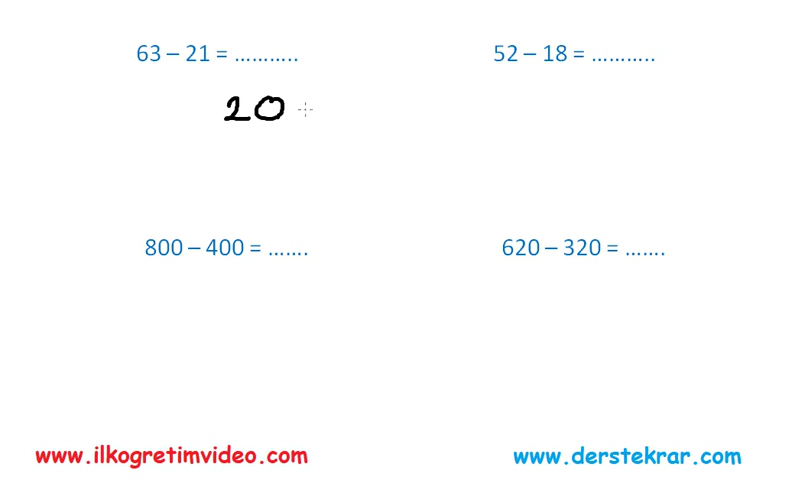 63 – 21 = ………..
52 – 18 = ………..
20
800 – 400 = …….
620 – 320 = …….
www.ilkogretimvideo.com
www.derstekrar.com